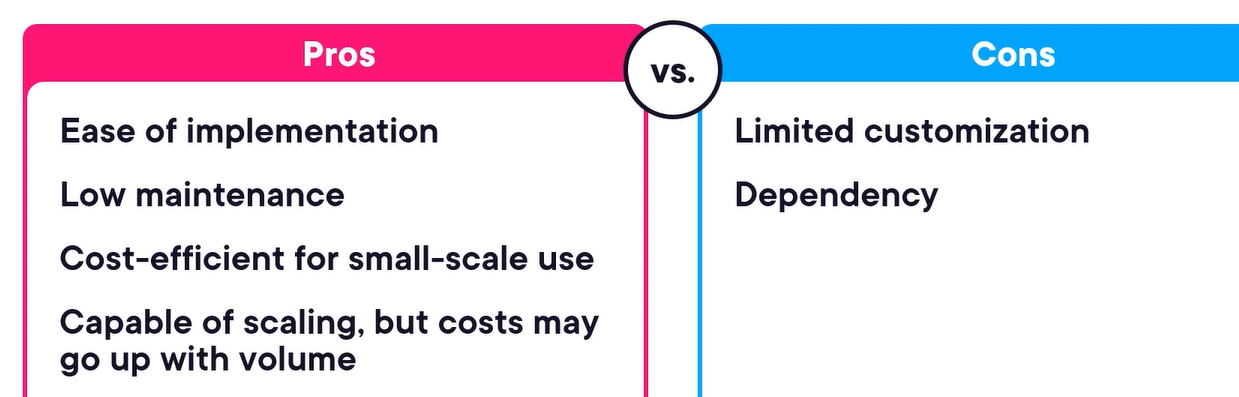 Pros
vs.
Cons
Ease of implementation
Low maintenance
Cost-efficient for small-scale use
Capable of scaling, but costs may
go up with volume
Limited customization
Dependency